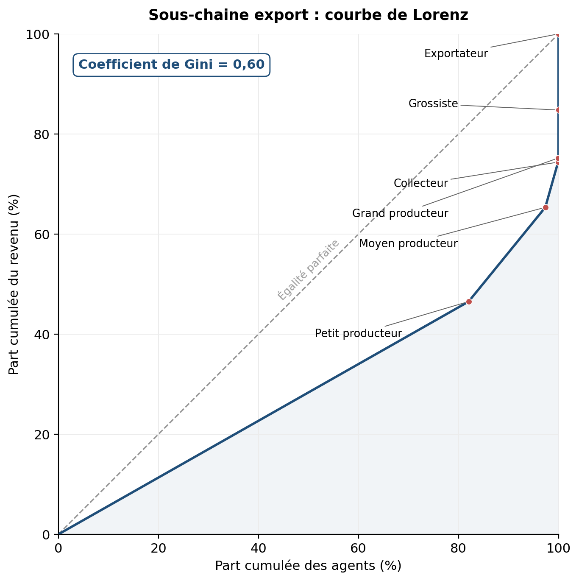 Sous-chaine export : courbe de Lorenz
Coefficient de Gini = 0,60
Exportateur
Grossiste
Collecteur
Grand producteur
Moyen producteur
Égalité parfaite
Petit producteur
Part cumulée du revenu (%)
100
80
60
40
20
0
0 20 40 60 80 100
Part cumulée des agents (%)